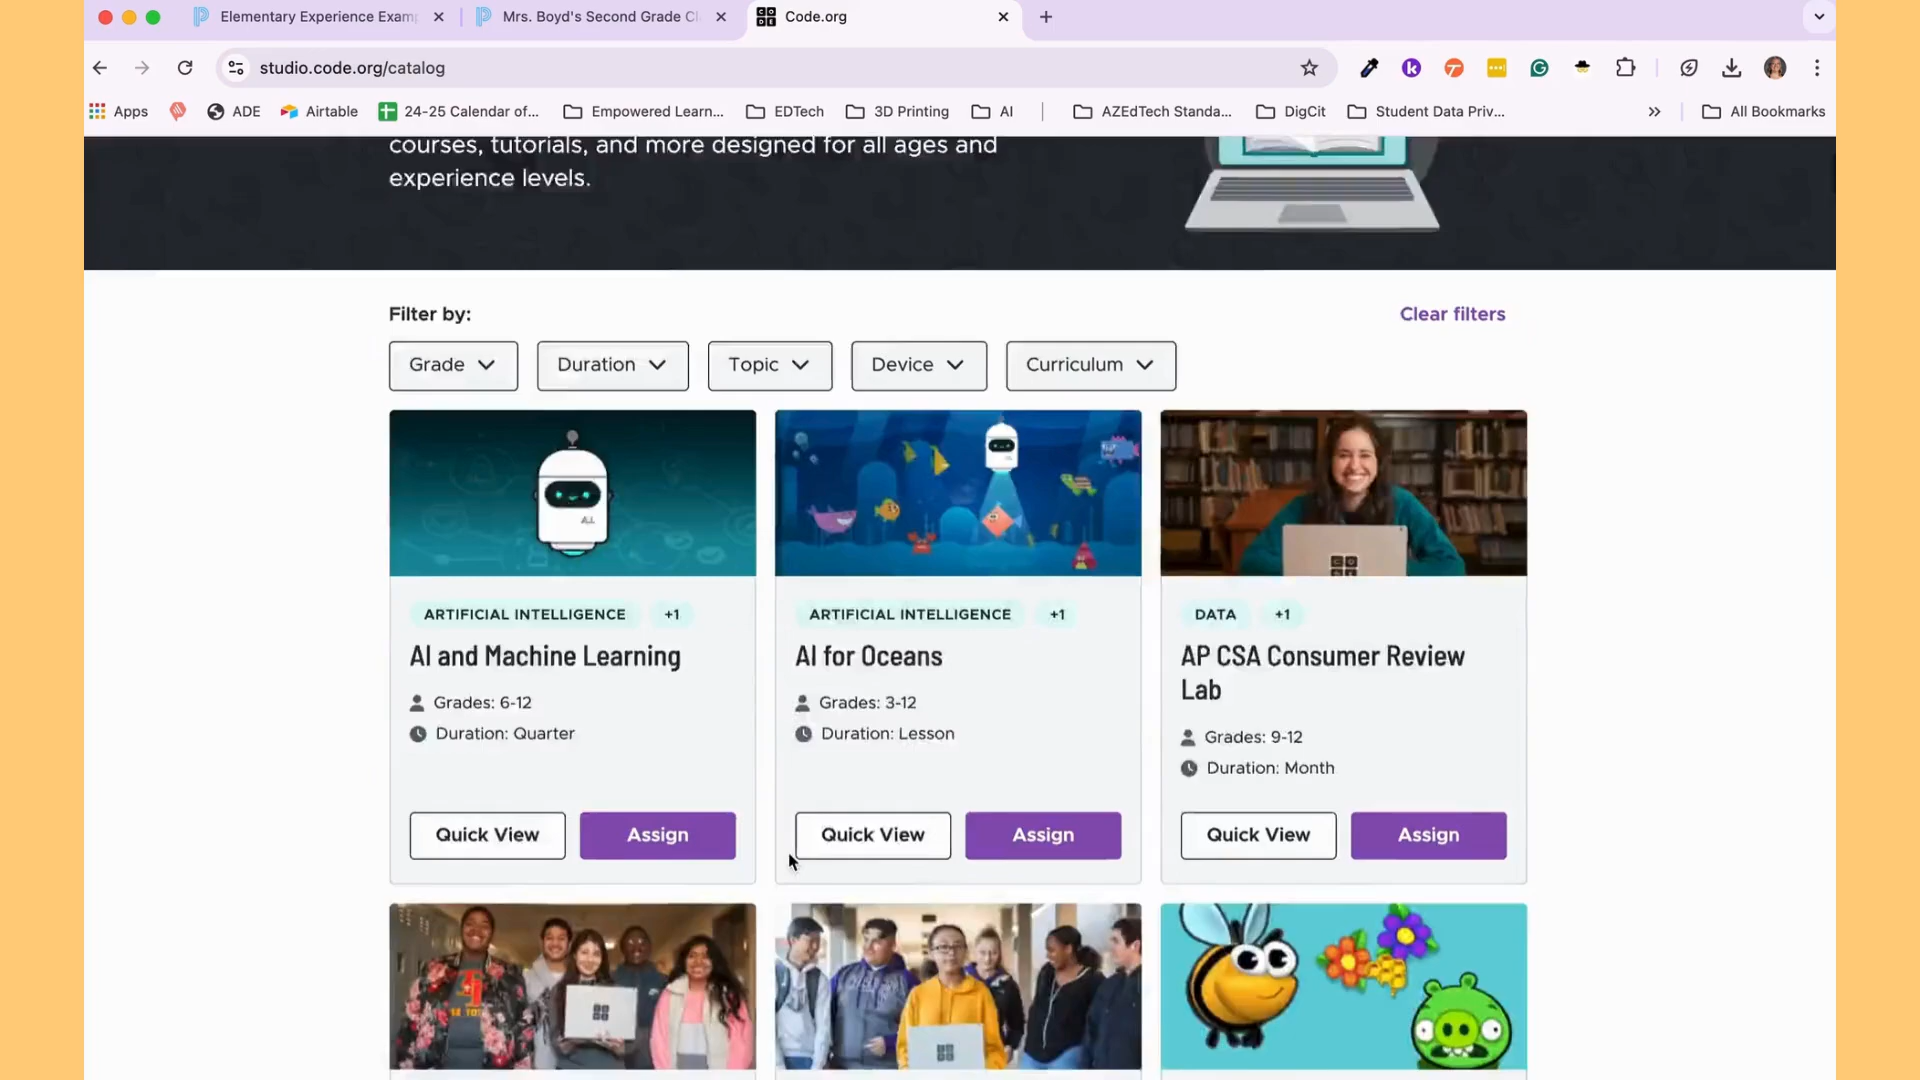 Elementary Experience Exam
Mrs. Boyd's Second Grade Cl
Code.org
studio.code.org/catalog
Apps
ADE
Airtable
24-25 Calendar of...
Empowered Learn...
EDTech
3D Printing
AI
AZEdTech Standa...
DigCit
Student Data Priv...
All Bookmarks
courses, tutorials, and more designed for all ages and
experience levels.
Filter by:
Clear filters
Grade
Duration
Topic
Device
Curriculum
ARTIFICIAL INTELLIGENCE +1
AI and Machine Learning
Grades: 6-12
Duration: Quarter
Quick View
Assign
ARTIFICIAL INTELLIGENCE +1
AI for Oceans
Grades: 3-12
Duration: Lesson
Quick View
Assign
DATA +1
AP CSA Consumer Review
Lab
Grades: 9-12
Duration: Month
Quick View
Assign